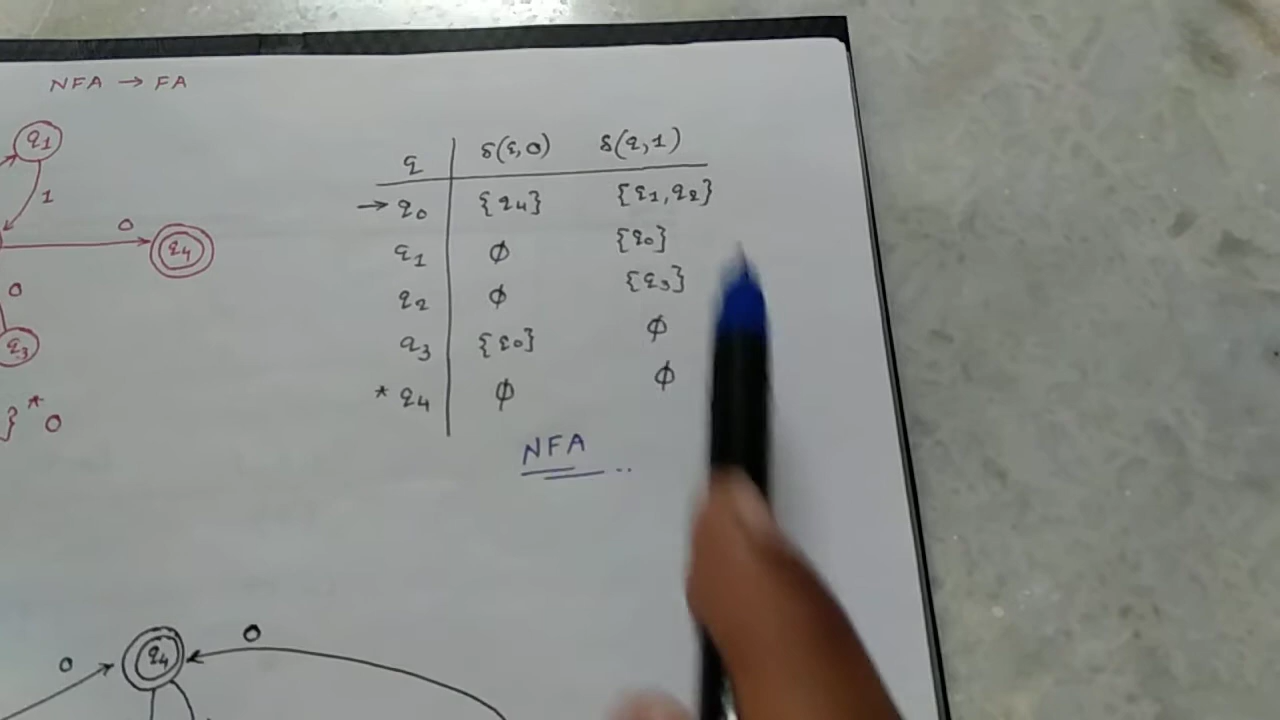 NFA → FA
q1
1
0
q4
0
q3
}*0
q δ(q,0) δ(q,1)
→ q0 {q4} {q1,q2}
q1 ϕ {q0}
q2 ϕ {q3}
q3 {q0} ϕ
* q4 ϕ ϕ
NFA
0 q4 0